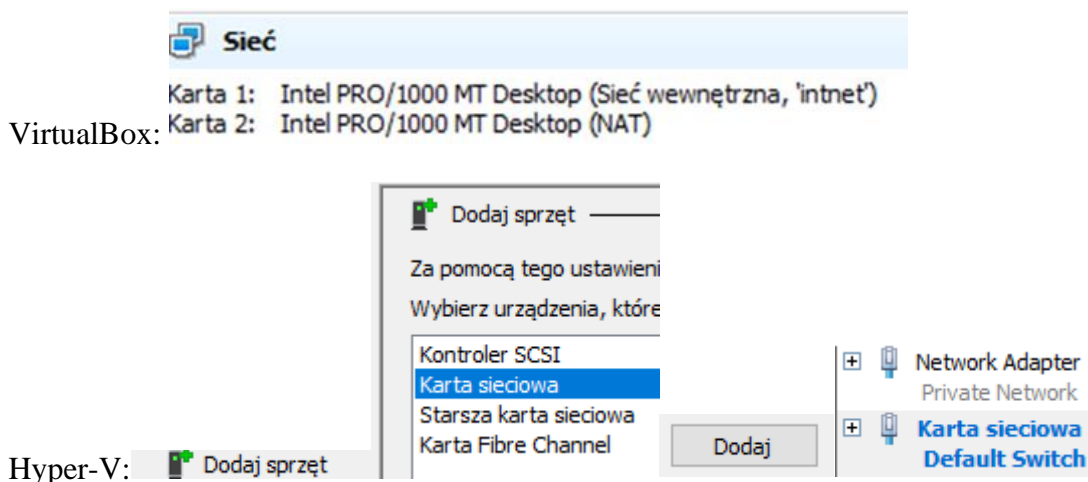 Sieć
Karta 1: Intel PRO/1000 MT Desktop (Sieć wewnętrzna, 'intnet')
VirtualBox: Karta 2: Intel PRO/1000 MT Desktop (NAT)
Dodaj sprzęt
Za pomocą tego ustawieni
Wybierz urządzenia, które
Kontroler SCSI
Karta sieciowa
Starsza karta sieciowa
Karta Fibre Channel
Dodaj
Network Adapter
Private Network
Karta sieciowa
Default Switch
Hyper-V: Dodaj sprzęt